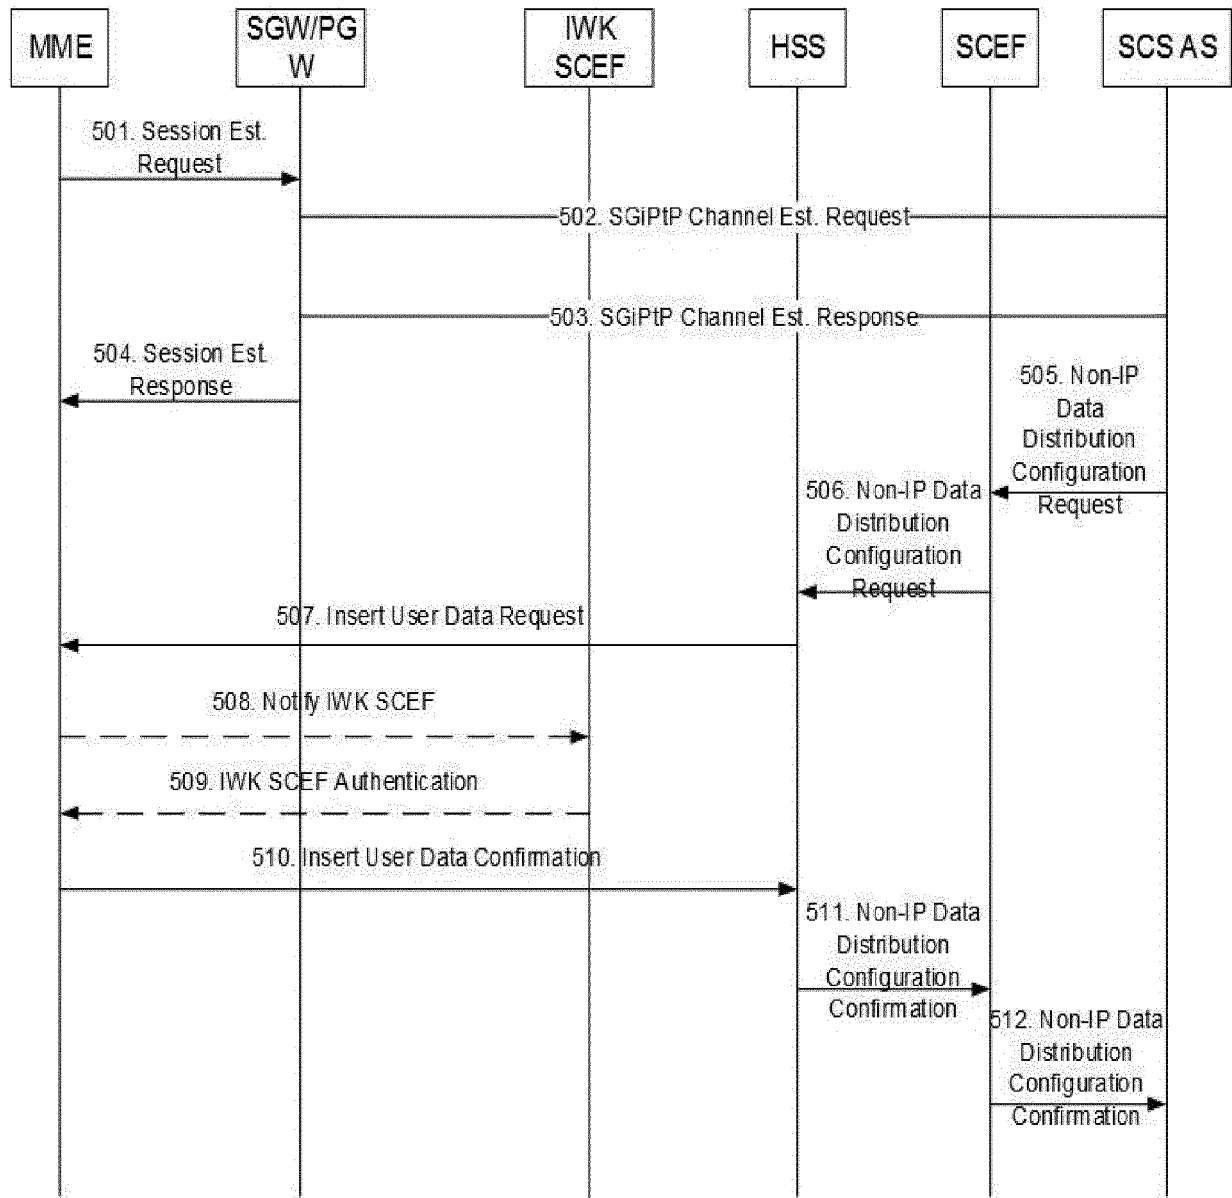 MME
SGW/PG
W
IWK
SCEF
HSS
SCEF
SCS AS
501. Session Est.
Request
502. SGiPtP Channel Est. Request
503. SGiPtP Channel Est. Response
504. Session Est.
Response
505. Non-IP
Data
Distribution
Configuration
Request
506. Non-IP Data
Distribution
Configuration
Request
507. Insert User Data Request
508. Notify IWK SCEF
509. IWK SCEF Authentication
510. Insert User Data Confirmation
511. Non-IP Data
Distribution
Configuration
Confirmation
512. Non-IP Data
Distribution
Configuration
Confirmation